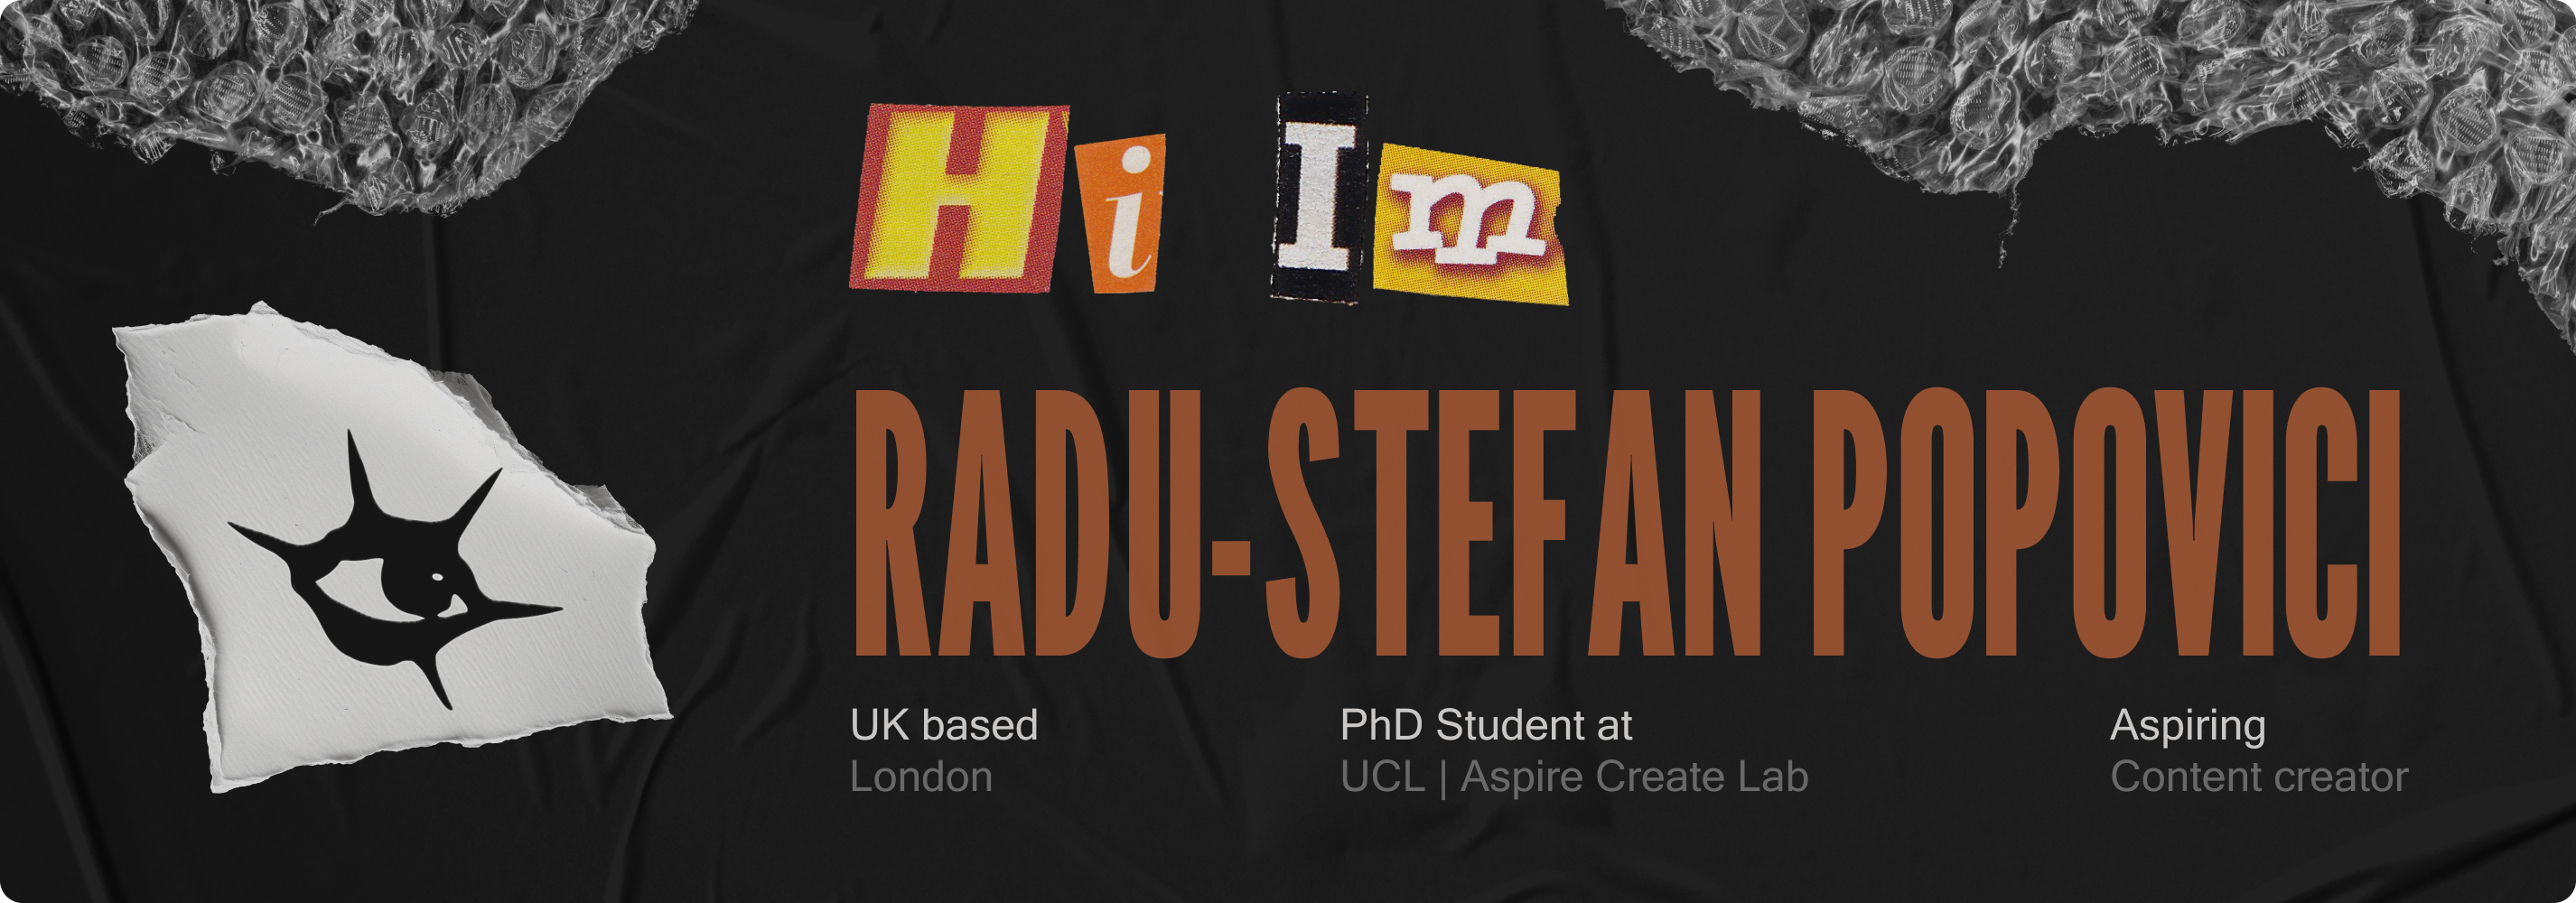 Hi Im
RADU-STEFAN POPOVICI
UK based
London
PhD Student at
UCL | Aspire Create Lab
Aspiring
Content creator